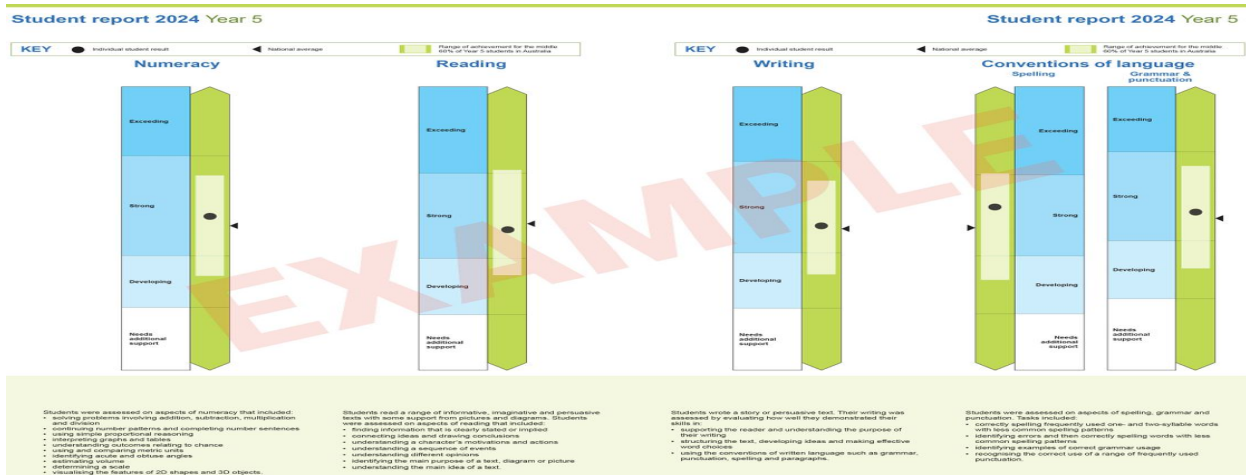 Student report 2024 Year 5
Student report 2024 Year 5
KEY Individual student result National average Range of achievement for the middle
60% of Year 5 students in Australia
KEY Individual student result National average Range of achievement for the middle
60% of Year 5 students in Australia
Numeracy
Exceeding
Strong
Developing
Needs
additional
support
Reading
Exceeding
Strong
Developing
Needs
additional
support
Writing
Exceeding
Strong
Developing
Needs
additional
support
Conventions of language
Spelling
Exceeding
Strong
Developing
Needs
additional
support
Grammar &
punctuation
Exceeding
Strong
Developing
Needs
additional
support
EXAMPLE
Students were assessed on aspects of numeracy that included:
• solving problems involving addition, subtraction, multiplication
and division
• continuing number patterns and completing number sentences
• using simple proportional reasoning
• interpreting graphs and tables
• understanding outcomes relating to chance
• using and comparing metric units
• identifying acute and obtuse angles
• estimating volume
• determining a scale
• visualising the features of 2D shapes and 3D objects.
Students read a range of informative, imaginative and persuasive
texts with some support from pictures and diagrams. Students
were assessed on aspects of reading that included:
• finding information that is clearly stated or implied
• connecting ideas and drawing conclusions
• understanding a character's motivations and actions
• understanding a sequence of events
• understanding different opinions
• identifying the main purpose of a text, diagram or picture
• understanding the main idea of a text.
Students wrote a story or persuasive text. Their writing was
assessed by evaluating how well they demonstrated their
skills in:
• supporting the reader and understanding the purpose of
their writing
• structuring the text, developing ideas and making effective
word choices
• using the conventions of written language such as grammar,
punctuation, spelling and paragraphs.
Students were assessed on aspects of spelling, grammar and
punctuation. Tasks included:
• correctly spelling frequently used one- and two-syllable words
with less common spelling patterns
• identifying errors and then correctly spelling words with less
common spelling patterns
• identifying examples of correct grammar usage
• recognising the correct use of a range of frequently used
punctuation.